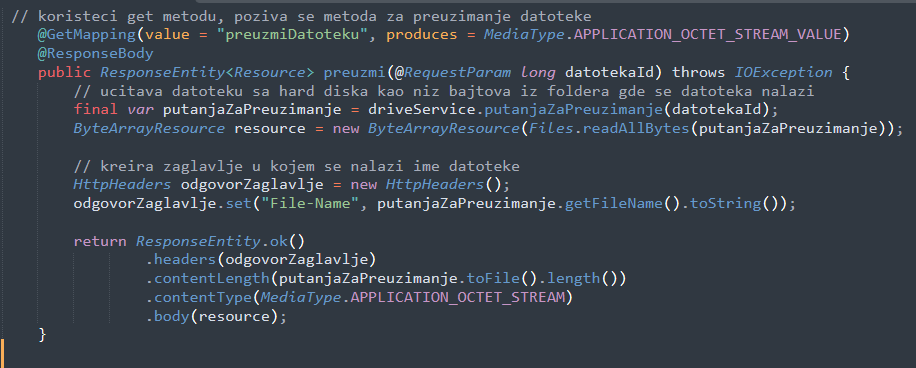 // koristeci get metodu, poziva se metoda za preuzimanje datoteke
@GetMapping(value = "preuzmiDatoteku", produces = MediaType.APPLICATION_OCTET_STREAM_VALUE)
@ResponseBody
public ResponseEntity<Resource> preuzmi(@RequestParam long datotekaId) throws IOException {
// ucitava datoteku sa hard diska kao niz bajtova iz foldera gde se datoteka nalazi
final var putanjaZaPreuzimanje = driveService.putanjaZaPreuzimanje(datotekaId);
ByteArrayResource resource = new ByteArrayResource(Files.readAllBytes(putanjaZaPreuzimanje));
// kreira zaglavlje u kojem se nalazi ime datoteke
HttpHeaders odgovorZaglavlje = new HttpHeaders();
odgovorZaglavlje.set("File-Name", putanjaZaPreuzimanje.getFileName().toString());
return ResponseEntity.ok()
.headers(odgovorZaglavlje)
.contentLength(putanjaZaPreuzimanje.toFile().length())
.contentType(MediaType.APPLICATION_OCTET_STREAM)
.body(resource);
}